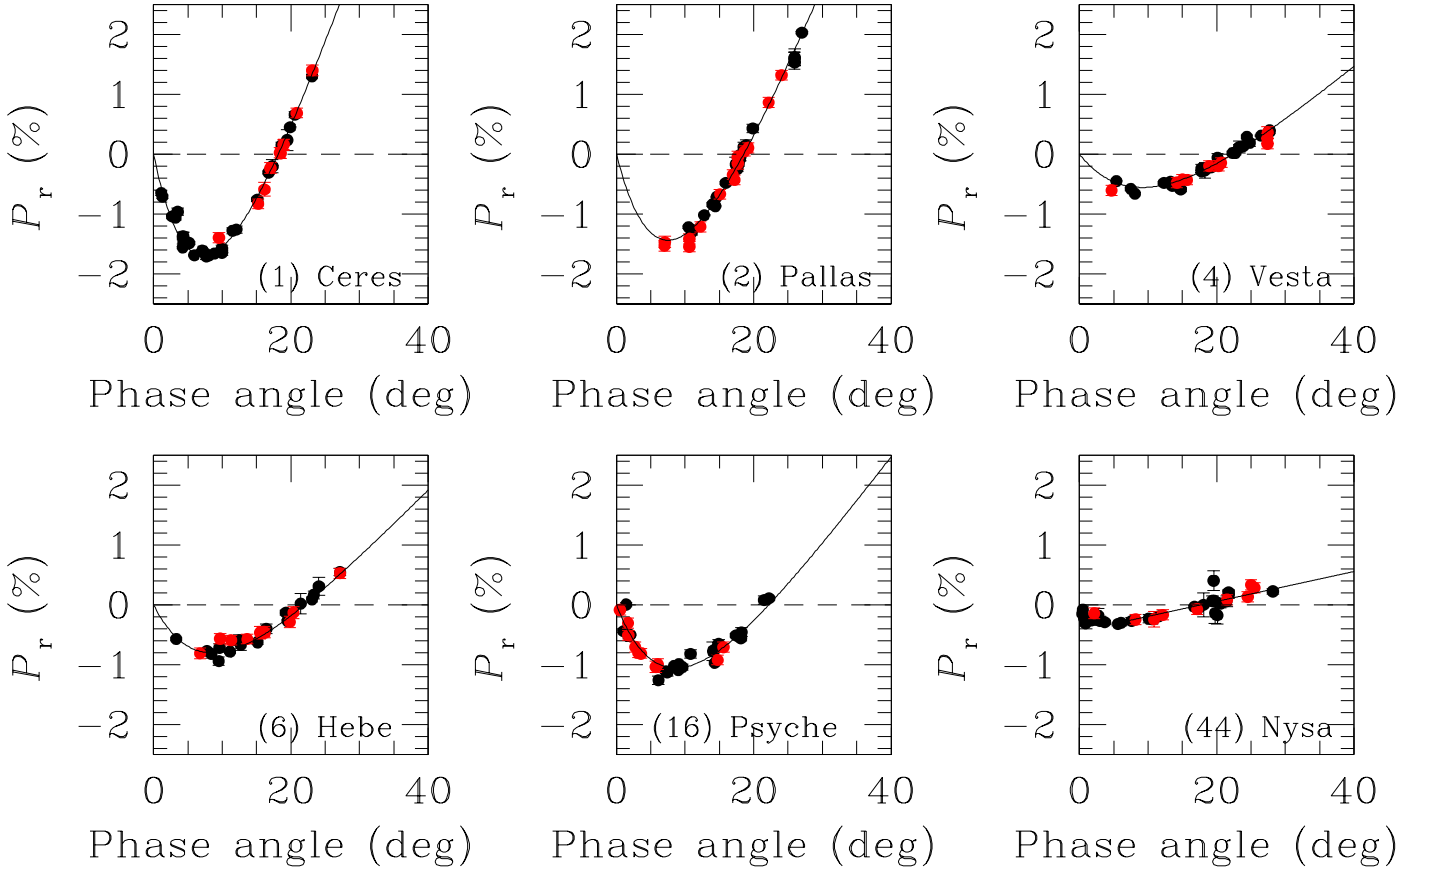 2 2 2
1 1 1
0 0 0
−1 −1 −1
−2 −2 −2
P_r (%) P_r (%) P_r (%)
(1) Ceres (2) Pallas (4) Vesta
0 20 40 0 20 40 0 20 40
Phase angle (deg) Phase angle (deg) Phase angle (deg)
2 2 2
1 1 1
0 0 0
−1 −1 −1
−2 −2 −2
P_r (%) P_r (%) P_r (%)
(6) Hebe (16) Psyche (44) Nysa
0 20 40 0 20 40 0 20 40
Phase angle (deg) Phase angle (deg) Phase angle (deg)